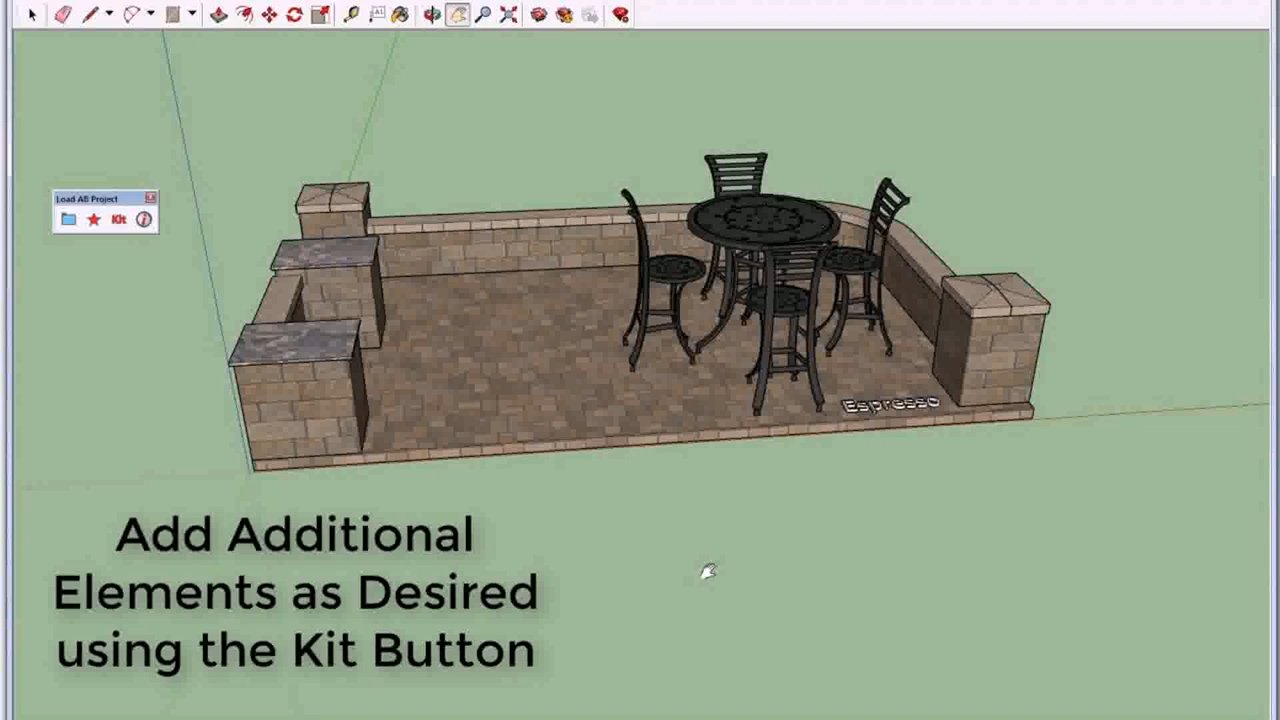 Load AB Project
Kit
Espresso
Add Additional
Elements as Desired
using the Kit Button